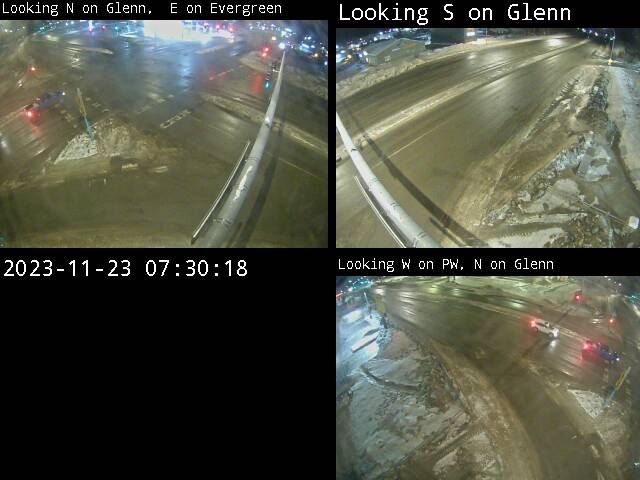 Looking N on Glenn, E on Evergreen
Looking S on Glenn
2023-11-23 07:30:18
Looking W on PW, N on Glenn